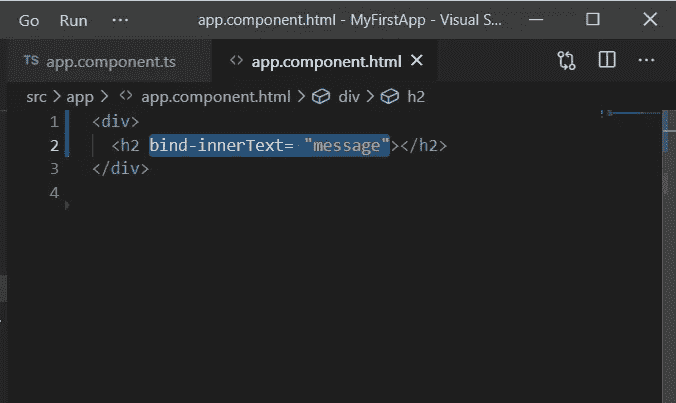 Go Run ··· app.component.html - MyFirstApp - Visual S...
TS app.component.ts <> app.component.html
src > app > <> app.component.html > div > h2
1 <div>
2 <h2 bind-innerText= "message"></h2>
3 </div>
4